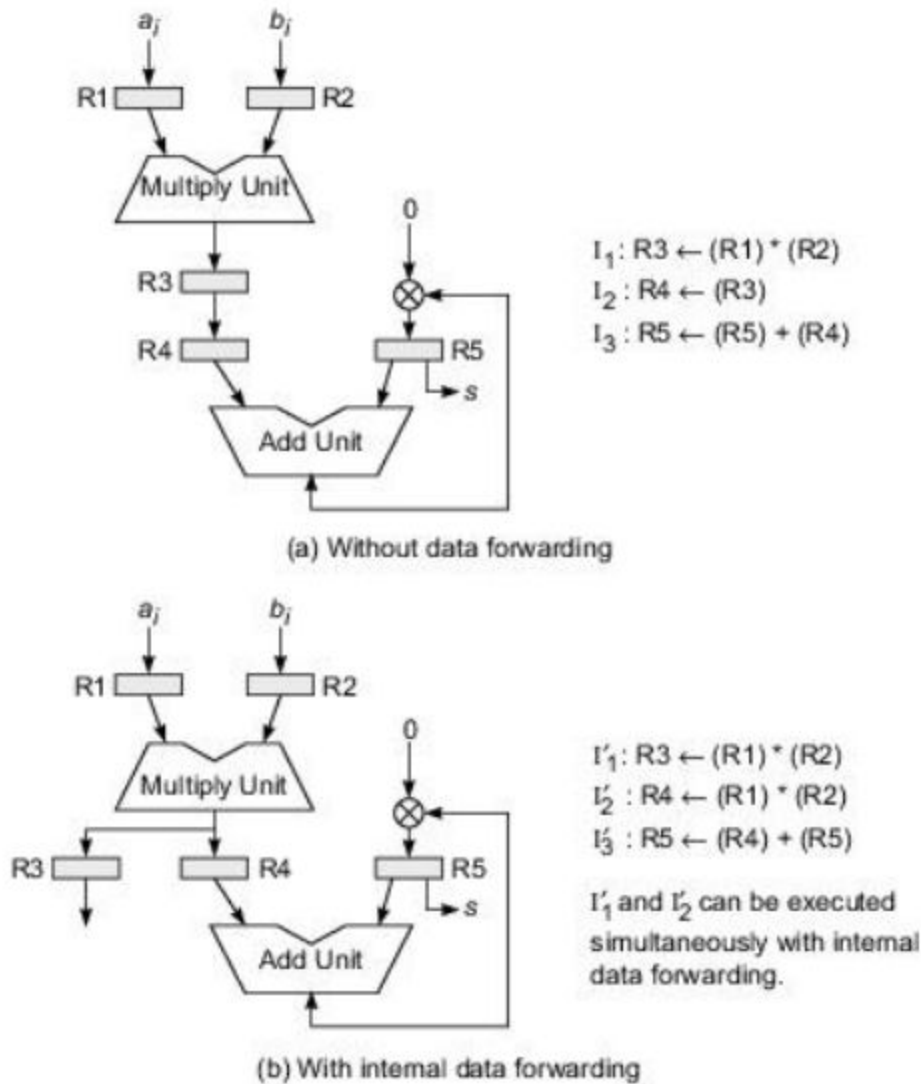 a_i b_i
R1 R2
Multiply Unit
0
R3
R4 R5
s
Add Unit
I_1 : R3 ← (R1) * (R2)
I_2 : R4 ← (R3)
I_3 : R5 ← (R5) + (R4)
(a) Without data forwarding
a_i b_i
R1 R2
Multiply Unit
0
R3 R4 R5
s
Add Unit
I′_1 : R3 ← (R1) * (R2)
I′_2 : R4 ← (R1) * (R2)
I′_3 : R5 ← (R4) + (R5)
I′_1 and I′_2 can be executed
simultaneously with internal
data forwarding.
(b) With internal data forwarding